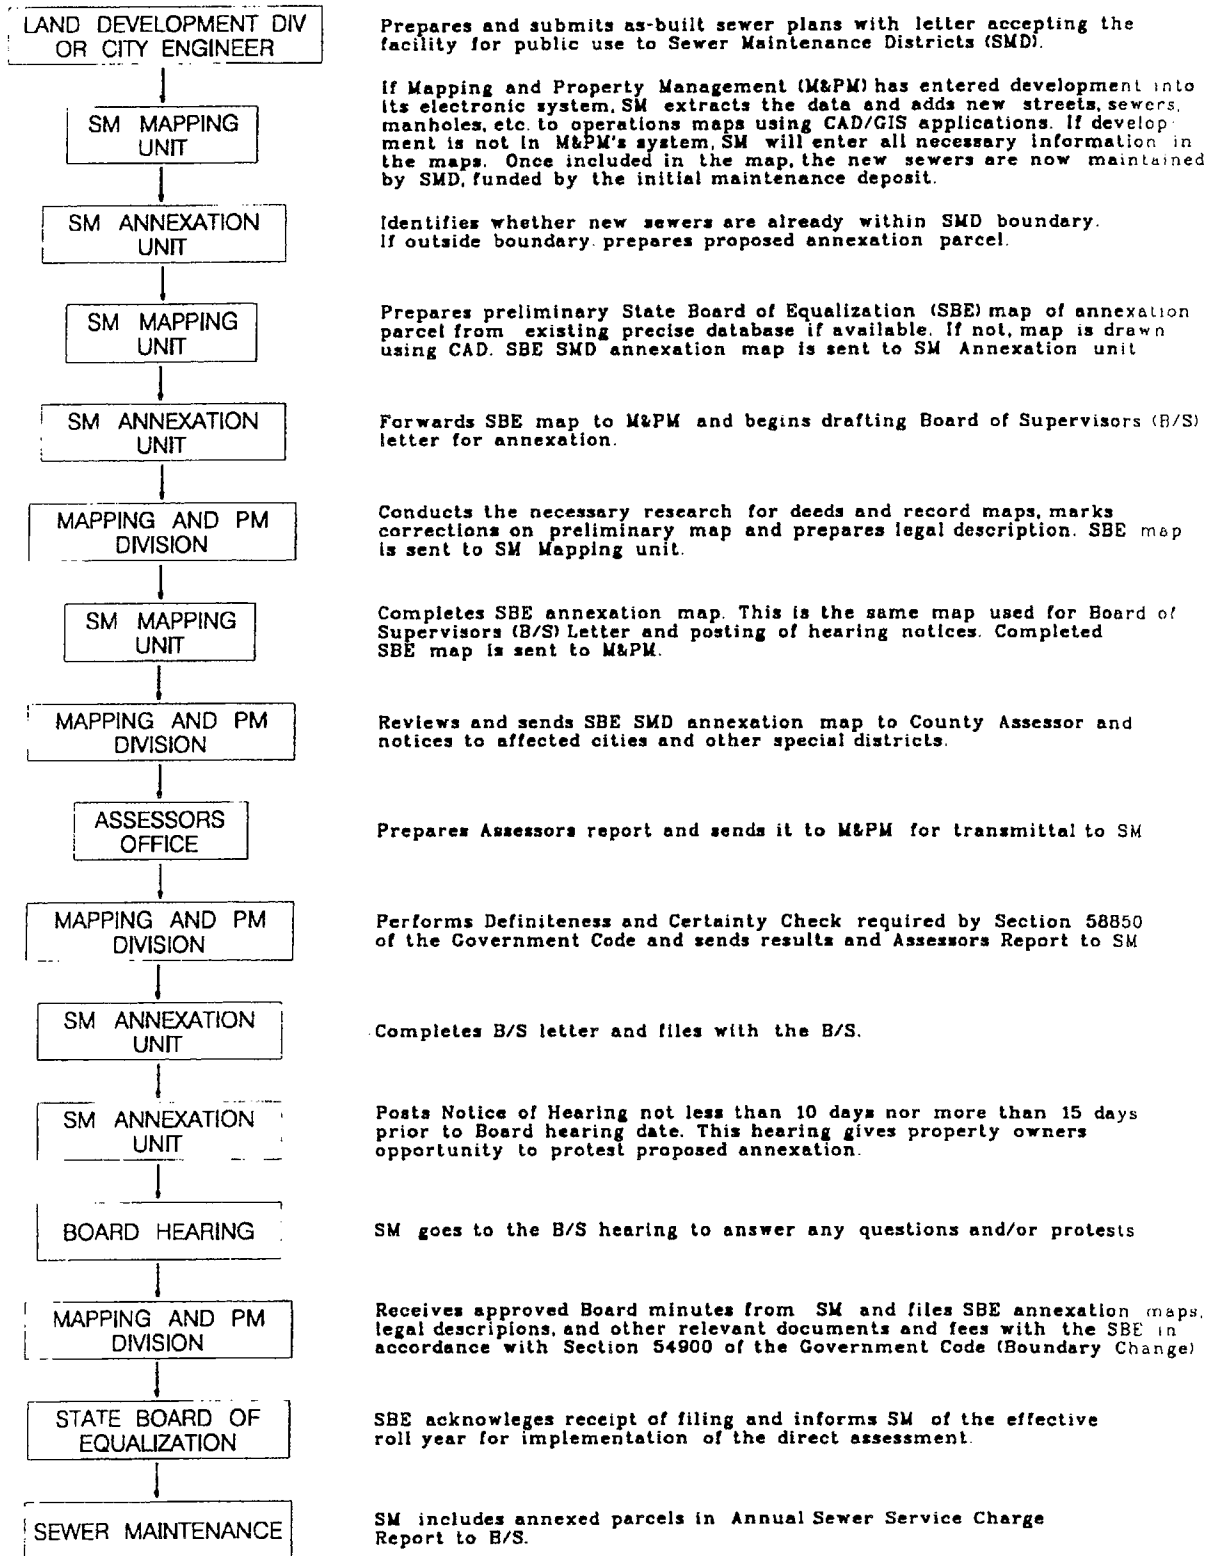 LAND DEVELOPMENT DIV
OR CITY ENGINEER
Prepares and submits as-built sewer plans with letter accepting the
facility for public use to Sewer Maintenance Districts (SMD).
SM MAPPING
UNIT
If Mapping and Property Management (M&PM) has entered development into
its electronic system, SM extracts the data and adds new streets, sewers,
manholes, etc. to operations maps using CAD/GIS applications. If develop
ment is not in M&PM's system, SM will enter all necessary information in
the maps. Once included in the map, the new sewers are now maintained
by SMD, funded by the initial maintenance deposit.
SM ANNEXATION
UNIT
Identifies whether new sewers are already within SMD boundary.
If outside boundary prepares proposed annexation parcel.
SM MAPPING
UNIT
Prepares preliminary State Board of Equalization (SBE) map of annexation
parcel from existing precise database if available. If not, map is drawn
using CAD. SBE SMD annexation map is sent to SM Annexation unit
SM ANNEXATION
UNIT
Forwards SBE map to M&PM and begins drafting Board of Supervisors (B/S)
letter for annexation.
MAPPING AND PM
DIVISION
Conducts the necessary research for deeds and record maps, marks
corrections on preliminary map and prepares legal description. SBE map
is sent to SM Mapping unit.
SM MAPPING
UNIT
Completes SBE annexation map. This is the same map used for Board of
Supervisors (B/S) Letter and posting of hearing notices. Completed
SBE map is sent to M&PM.
MAPPING AND PM
DIVISION
Reviews and sends SBE SMD annexation map to County Assessor and
notices to affected cities and other special districts.
ASSESSORS
OFFICE
Prepares Assessors report and sends it to M&PM for transmittal to SM
MAPPING AND PM
DIVISION
Performs Definiteness and Certainty Check required by Section 58850
of the Government Code and sends results and Assessors Report to SM
SM ANNEXATION
UNIT
Completes B/S letter and files with the B/S.
SM ANNEXATION
UNIT
Posts Notice of Hearing not less than 10 days nor more than 15 days
prior to Board hearing date. This hearing gives property owners
opportunity to protest proposed annexation.
BOARD HEARING
SM goes to the B/S hearing to answer any questions and/or protests
MAPPING AND PM
DIVISION
Receives approved Board minutes from SM and files SBE annexation maps,
legal descripions, and other relevant documents and fees with the SBE in
accordance with Section 54900 of the Government Code (Boundary Change)
STATE BOARD OF
EQUALIZATION
SBE acknowleges receipt of filing and informs SM of the effective
roll year for implementation of the direct assessment.
SEWER MAINTENANCE
SM includes annexed parcels in Annual Sewer Service Charge
Report to B/S.